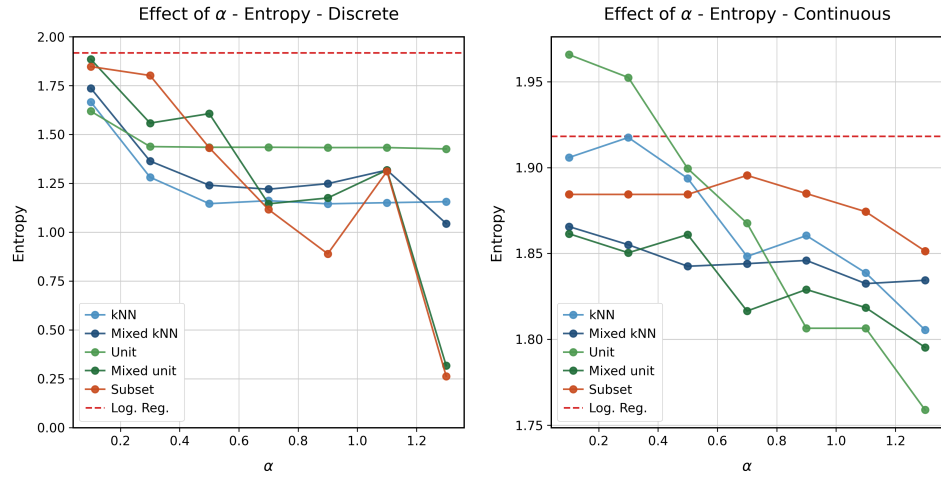 Effect of α - Entropy - Discrete
2.00
1.75
1.50
1.25
1.00
0.75
0.50
0.25
0.00
Entropy
kNN
Mixed kNN
Unit
Mixed unit
Subset
Log. Reg.
0.2 0.4 0.6 0.8 1.0 1.2
α
Effect of α - Entropy - Continuous
1.95
1.90
1.85
1.80
1.75
Entropy
kNN
Mixed kNN
Unit
Mixed unit
Subset
Log. Reg.
0.2 0.4 0.6 0.8 1.0 1.2
α